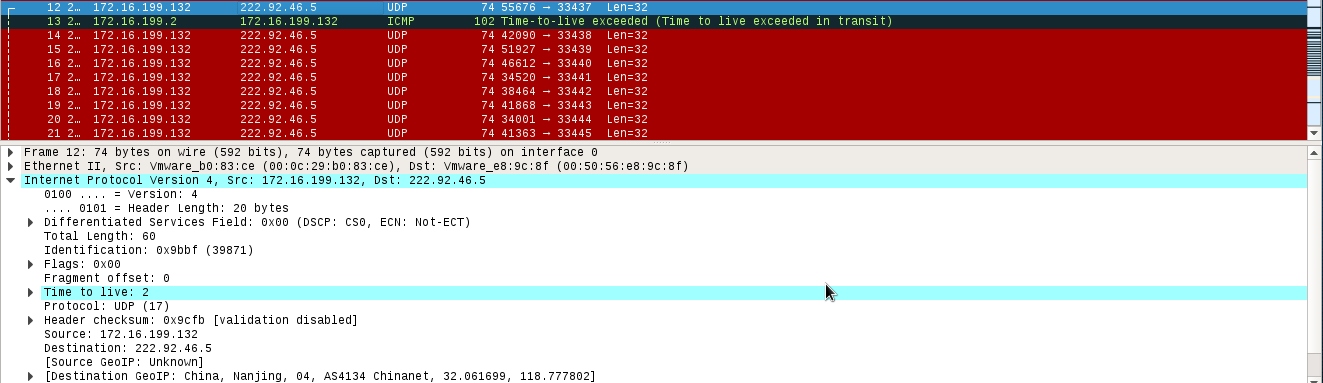 12 2… 172.16.199.132 222.92.46.5 UDP 74 55676 → 33437 Len=32
13 2… 172.16.199.2 172.16.199.132 ICMP 102 Time-to-live exceeded (Time to live exceeded in transit)
14 2… 172.16.199.132 222.92.46.5 UDP 74 42090 → 33438 Len=32
15 2… 172.16.199.132 222.92.46.5 UDP 74 51927 → 33439 Len=32
16 2… 172.16.199.132 222.92.46.5 UDP 74 46612 → 33440 Len=32
17 2… 172.16.199.132 222.92.46.5 UDP 74 34520 → 33441 Len=32
18 2… 172.16.199.132 222.92.46.5 UDP 74 38464 → 33442 Len=32
19 2… 172.16.199.132 222.92.46.5 UDP 74 41868 → 33443 Len=32
20 2… 172.16.199.132 222.92.46.5 UDP 74 34001 → 33444 Len=32
21 2… 172.16.199.132 222.92.46.5 UDP 74 41363 → 33445 Len=32
Frame 12: 74 bytes on wire (592 bits), 74 bytes captured (592 bits) on interface 0
Ethernet II, Src: Vmware_b0:83:ce (00:0c:29:b0:83:ce), Dst: Vmware_e8:9c:8f (00:50:56:e8:9c:8f)
Internet Protocol Version 4, Src: 172.16.199.132, Dst: 222.92.46.5
0100 .... = Version: 4
.... 0101 = Header Length: 20 bytes
Differentiated Services Field: 0x00 (DSCP: CS0, ECN: Not-ECT)
Total Length: 60
Identification: 0x9bbf (39871)
Flags: 0x00
Fragment offset: 0
Time to live: 2
Protocol: UDP (17)
Header checksum: 0x9cfb [validation disabled]
Source: 172.16.199.132
Destination: 222.92.46.5
[Source GeoIP: Unknown]
[Destination GeoIP: China, Nanjing, 04, AS4134 Chinanet, 32.061699, 118.777802]